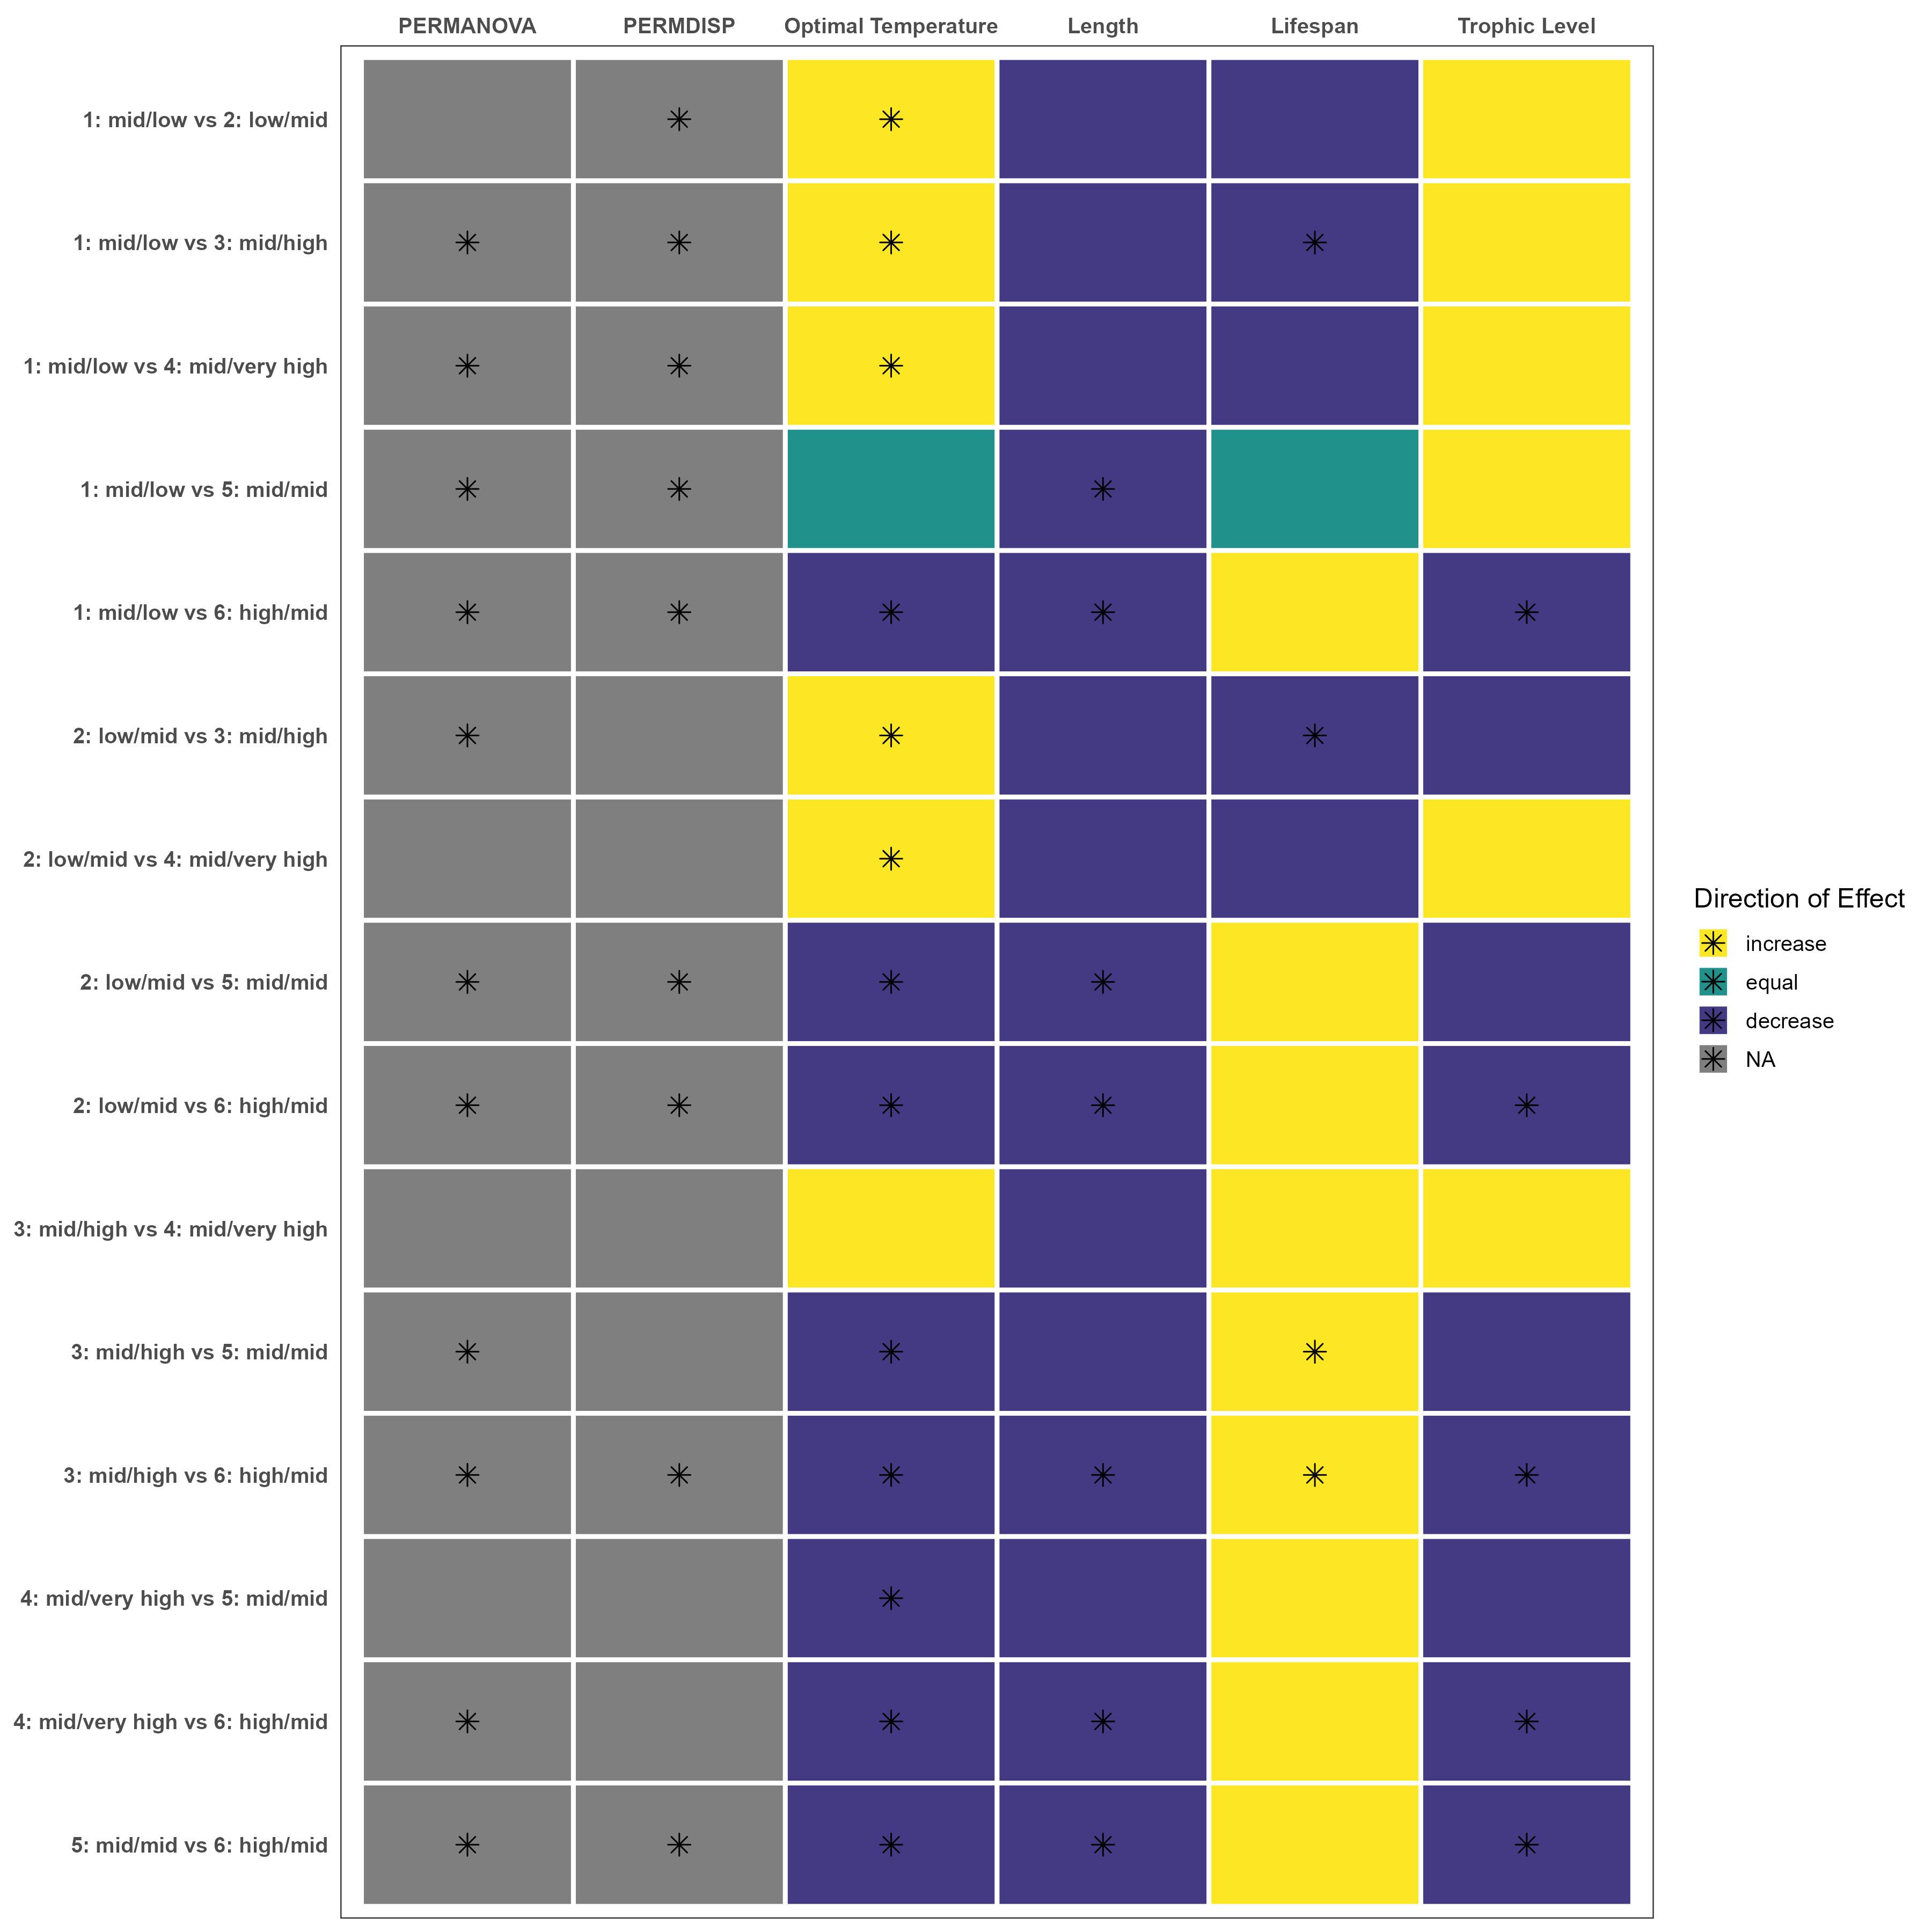 PERMANOVA PERMDISP Optimal Temperature Length Lifespan Trophic Level
1: mid/low vs 2: low/mid
1: mid/low vs 3: mid/high
1: mid/low vs 4: mid/very high
1: mid/low vs 5: mid/mid
1: mid/low vs 6: high/mid
2: low/mid vs 3: mid/high
2: low/mid vs 4: mid/very high
2: low/mid vs 5: mid/mid
2: low/mid vs 6: high/mid
3: mid/high vs 4: mid/very high
3: mid/high vs 5: mid/mid
3: mid/high vs 6: high/mid
4: mid/very high vs 5: mid/mid
4: mid/very high vs 6: high/mid
5: mid/mid vs 6: high/mid
Direction of Effect
increase
equal
decrease
NA